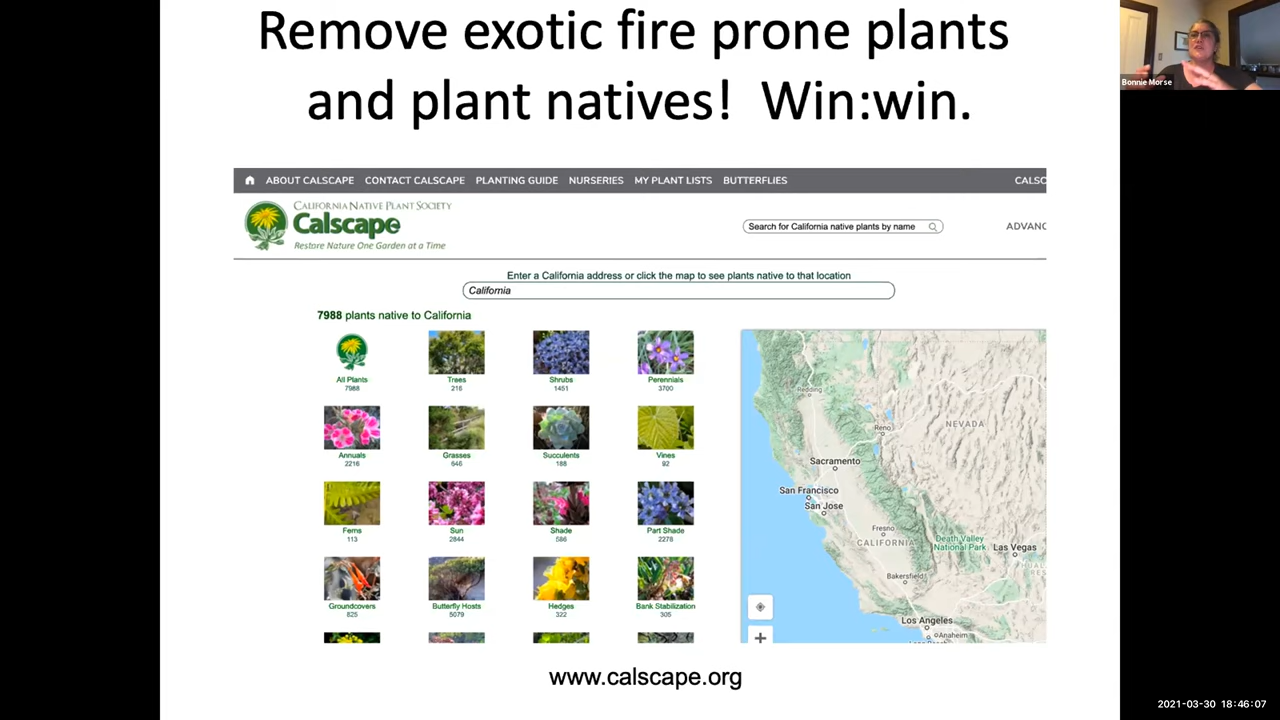 Remove exotic fire prone plants
and plant natives!  Win:win.
Bonnie Morse
ABOUT CALSCAPE CONTACT CALSCAPE PLANTING GUIDE NURSERIES MY PLANT LISTS BUTTERFLIES CALSC
CALIFORNIA NATIVE PLANT SOCIETY
Calscape
Restore Nature One Garden at a Time
Search for California native plants by name
ADVANC
Enter a California address or click the map to see plants native to that location
California
7988 plants native to California
All Plants
7988
Trees
216
Shrubs
1451
Perennials
3700
Annuals
2216
Grasses
646
Succulents
188
Vines
92
Ferns
113
Sun
2844
Shade
586
Part Shade
2278
Groundcovers
825
Butterfly Hosts
5079
Hedges
322
Bank Stabilization
305
Redding
Reno
NEVADA
Sacramento
San Francisco
San Jose
Fresno
CALIFORNIA
Death Valley
National Park
Las Vegas
Bakersfield
Los Angeles
Anaheim
www.calscape.org
2021-03-30 18:46:07